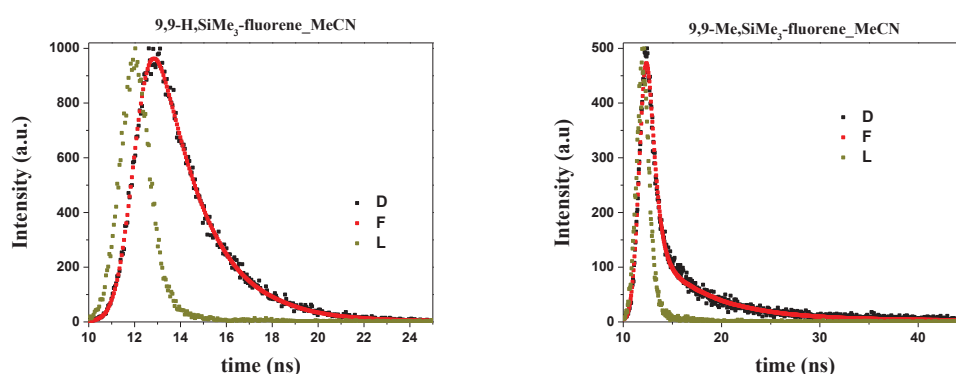 9,9-H,SiMe₃-fluorene_MeCN
1000
800
600
400
200
0
Intensity (a.u.)
D
F
L
10 12 14 16 18 20 22 24
time (ns)
9,9-Me,SiMe₃-fluorene_MeCN
500
400
300
200
100
0
Intensity (a.u)
D
F
L
10 20 30 40
time (ns)